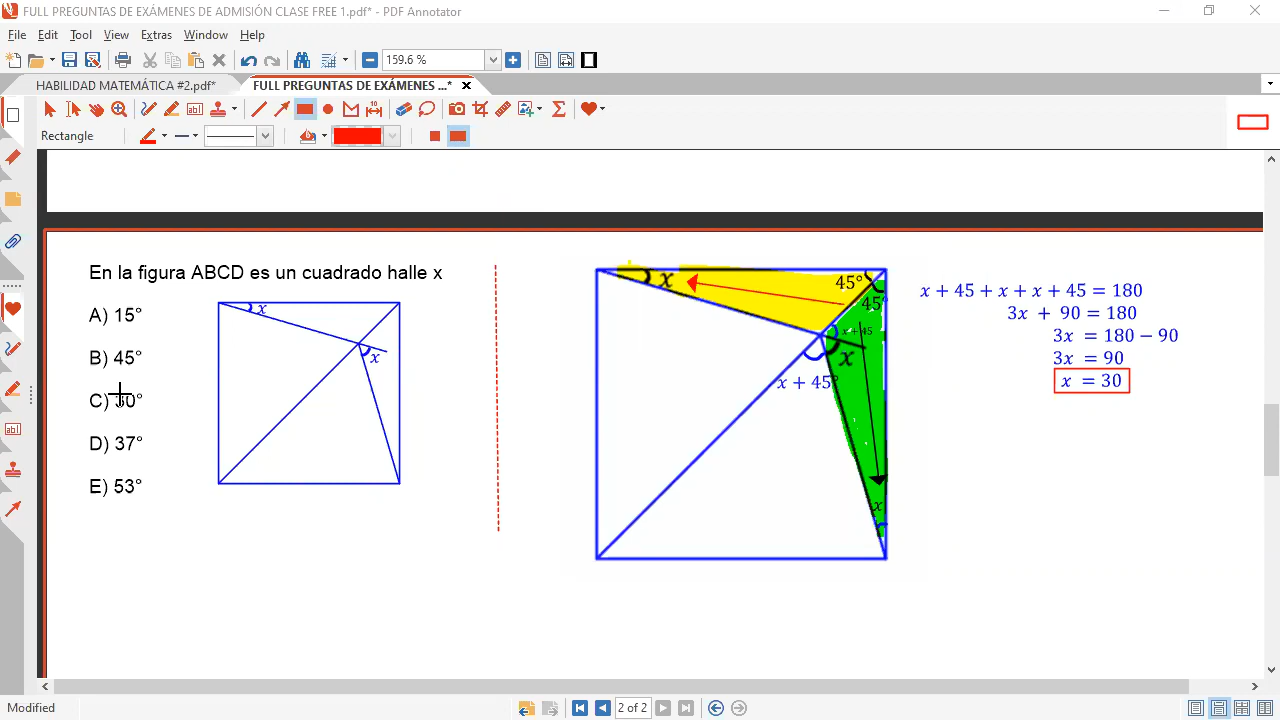 FULL PREGUNTAS DE EXÁMENES DE ADMISIÓN CLASE FREE 1.pdf* - PDF Annotator
File Edit Tool View Extras Window Help
159.6 %
HABILIDAD MATEMÁTICA #2.pdf* FULL PREGUNTAS DE EXÁMENES ...*
Rectangle
En la figura ABCD es un cuadrado halle x
A) 15°
B) 45°
C) 30°
D) 37°
E) 53°
x
x
x
45°
45°
x + 45
x
x + 45°
x
x + 45 + x + x + 45 = 180
3x + 90 = 180
3x = 180 − 90
3x = 90
x = 30
Modified
2 of 2